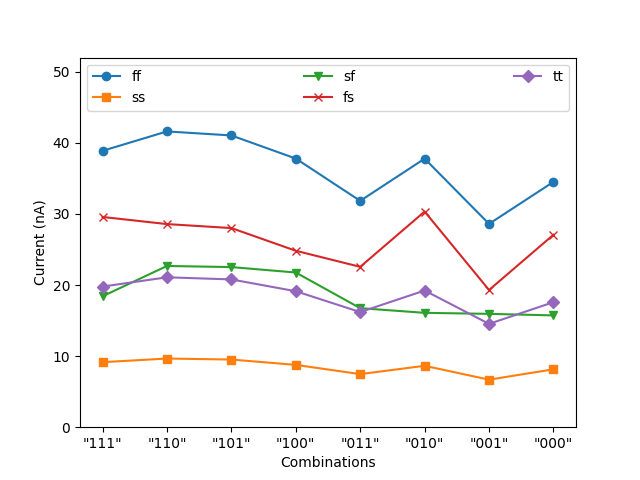 50
40
30
20
10
0
Current (nA)
ff
ss
sf
fs
tt
"111" "110" "101" "100" "011" "010" "001" "000"
Combinations